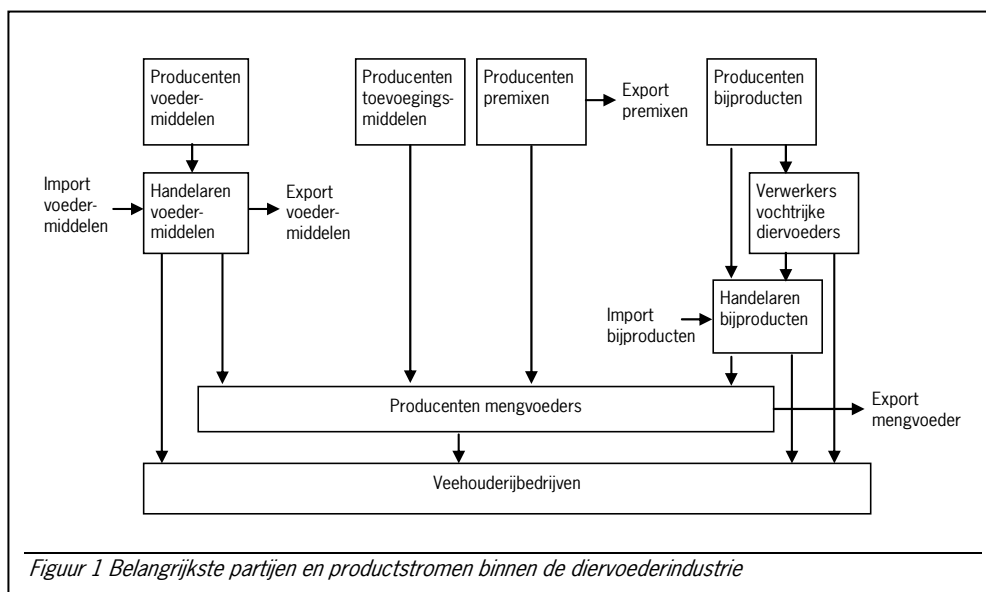 Producenten
voeder-
middelen
Producenten
toevoegings-
middelen
Producenten
premixen
Export
premixen
Producenten
bijproducten
Import
voeder-
middelen
Handelaren
voeder-
middelen
Export
voeder-
middelen
Verwerkers
vochtrijke
diervoeders
Import
bijproducten
Handelaren
bijproducten
Producenten mengvoeders
Export
mengvoeder
Veehouderijbedrijven
Figuur 1 Belangrijkste partijen en productstromen binnen de diervoederindustrie